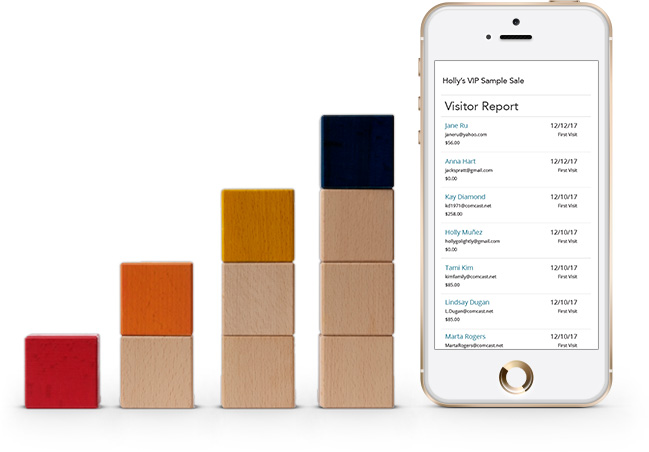 Holly's VIP Sample Sale
Visitor Report
Jane Ru 12/12/17
janeru@yahoo.com First Visit
$56.00
Anna Hart 12/12/17
jackspratt@gmail.com First Visit
$0.00
Kay Diamond 12/10/17
kd1971@comcast.net First Visit
$258.00
Holly Muñez 12/10/17
hollygolightly@gmail.com First Visit
$0.00
Tami Kim 12/10/17
kimfamily@comcast.net First Visit
$85.00
Lindsay Dugan 12/10/17
L.Dugan@comcast.net First Visit
$85.00
Marta Rogers 12/10/17
MartaRogers@comcast.net First Visit